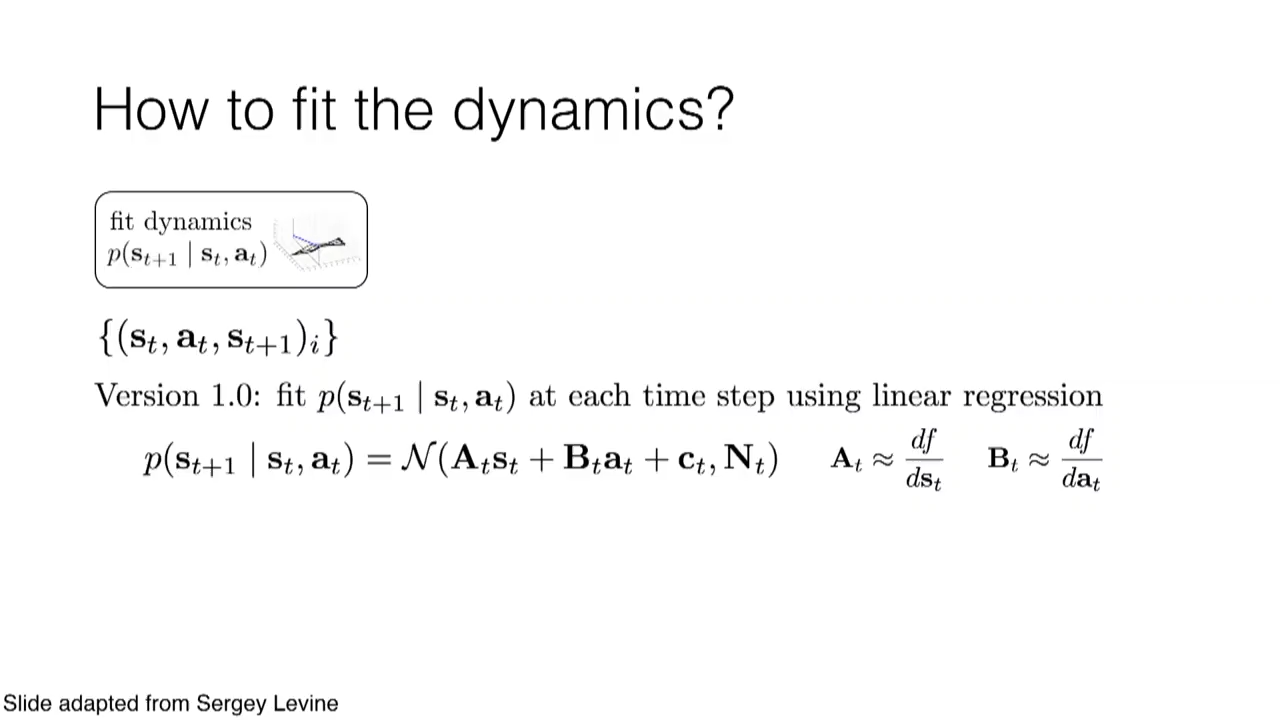 How to fit the dynamics?
fit dynamics
p(s_{t+1} | s_t, a_t)
{(s_t, a_t, s_{t+1})_i}
Version 1.0: fit p(s_{t+1} | s_t, a_t) at each time step using linear regression
p(s_{t+1} | s_t, a_t) = 𝒩(A_t s_t + B_t a_t + c_t, N_t) A_t ≈ df/ds_t B_t ≈ df/da_t
Slide adapted from Sergey Levine